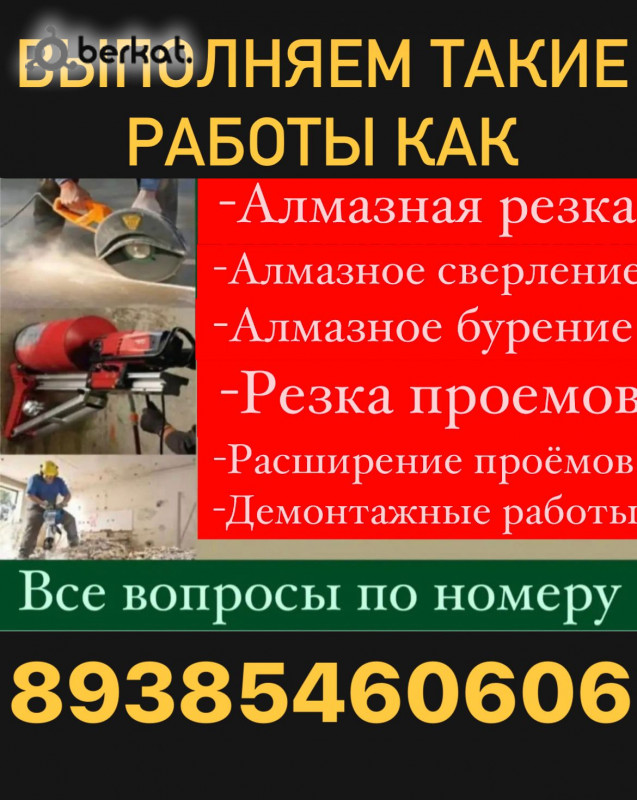 berkat.
ВЫПОЛНЯЕМ ТАКИЕ
РАБОТЫ КАК
-Алмазная резка
-Алмазное сверление
-Алмазное бурение
-Резка проемов
-Расширение проёмов
-Демонтажные работы
Все вопросы по номеру
89385460606